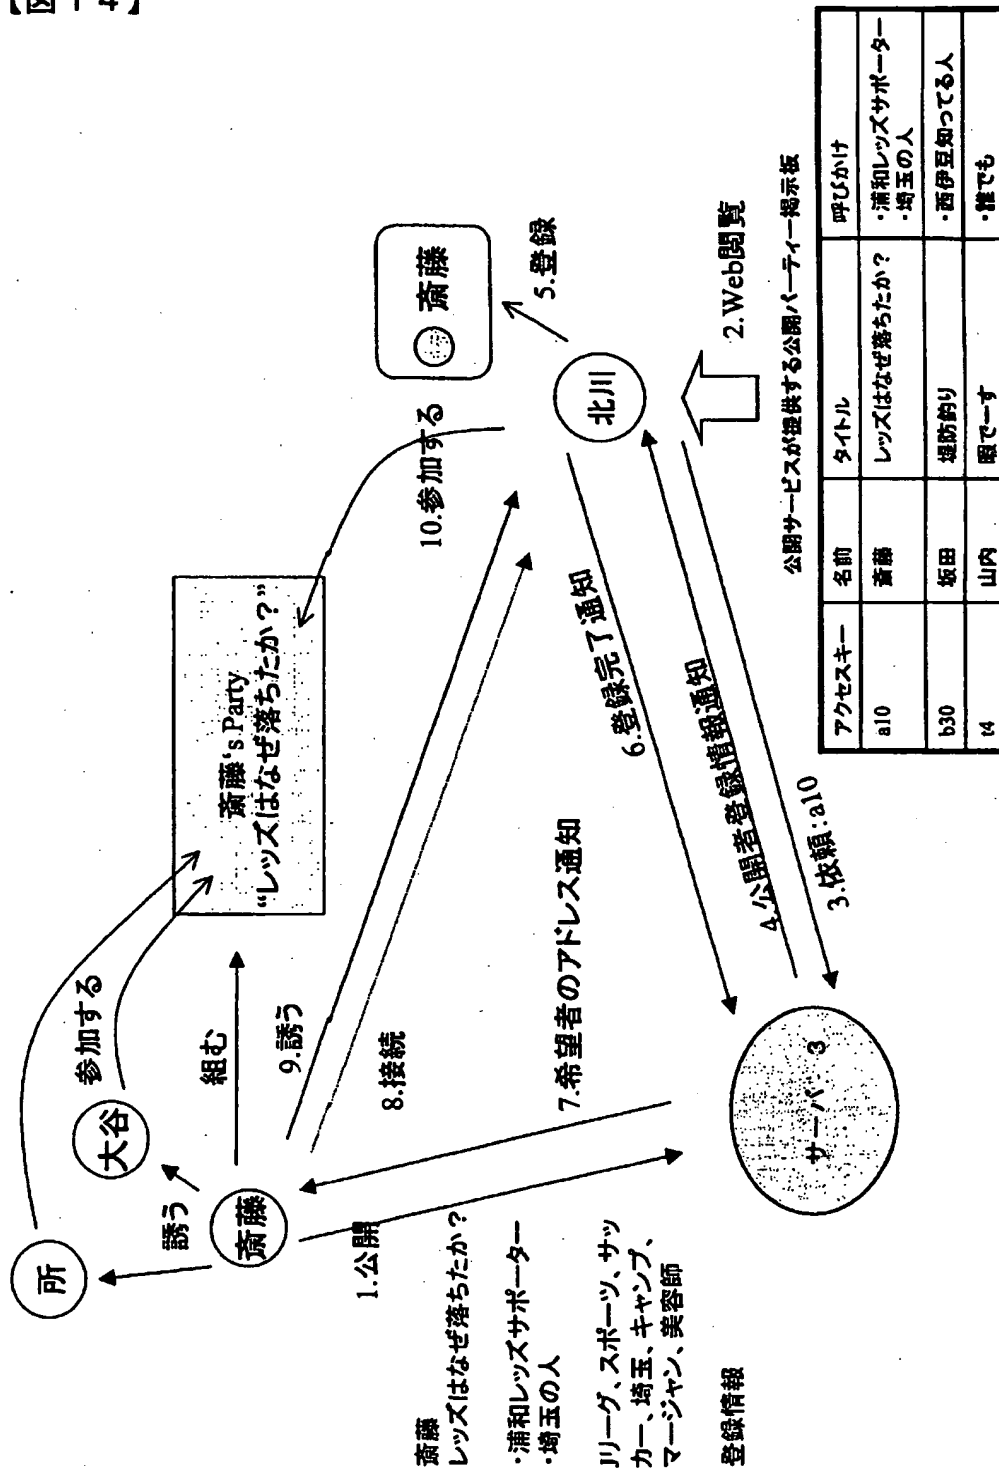 所
大谷
参加する
誘う
斎藤
組む
斎藤's Party
“レッズはなぜ落ちたか?”
9.誘う
8.接続
10.参加する
斎藤
5.登録
北川
2.Web閲覧
1.公開
7.希望者のアドレス通知
6.登録完了通知
4.公開者登録情報通知
3.依頼:a10
サーバ 3
斎藤
レッズはなぜ落ちたか?
・浦和レッズサポーター
・埼玉の人
Jリーグ、スポーツ、サッ
カー、埼玉、キャンプ、
マージャン、美容師
登録情報
公開サービスが提供する公開パーティー掲示板
アクセスキー 名前 タイトル 呼びかけ
a10 斎藤 レッズはなぜ落ちたか? ・浦和レッズサポーター
・埼玉の人
b30 坂田 堤防釣り ・西伊豆知ってる人
t4 山内 暇でーす ・誰でも